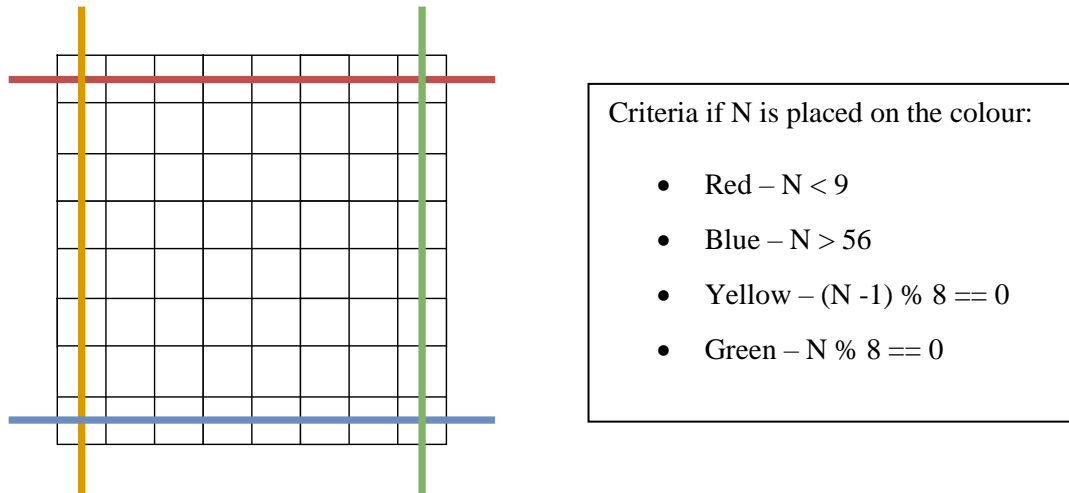 Criteria if N is placed on the colour:
• Red – N < 9
• Blue – N > 56
• Yellow – (N -1) % 8 == 0
• Green – N % 8 == 0